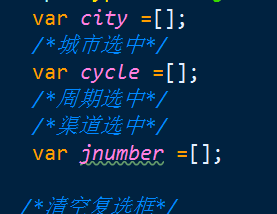 var city =[];
/*城市选中*/
var cycle =[];
/*周期选中*/
/*渠道选中*/
var jnumber =[];
/*清空复选框*/